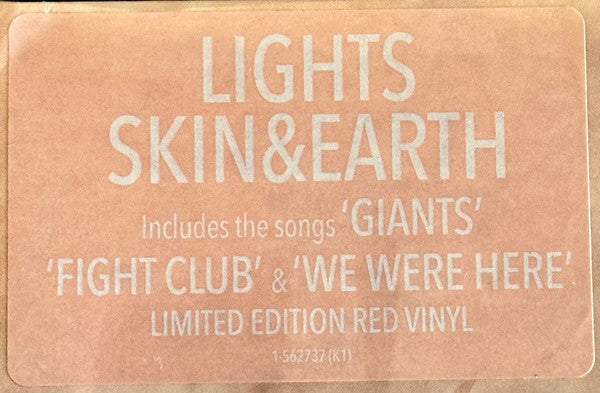 LIGHTS
SKIN&EARTH
Includes the songs 'GIANTS'
'FIGHT CLUB' & 'WE WERE HERE'
LIMITED EDITION RED VINYL
1-562737 (K1)